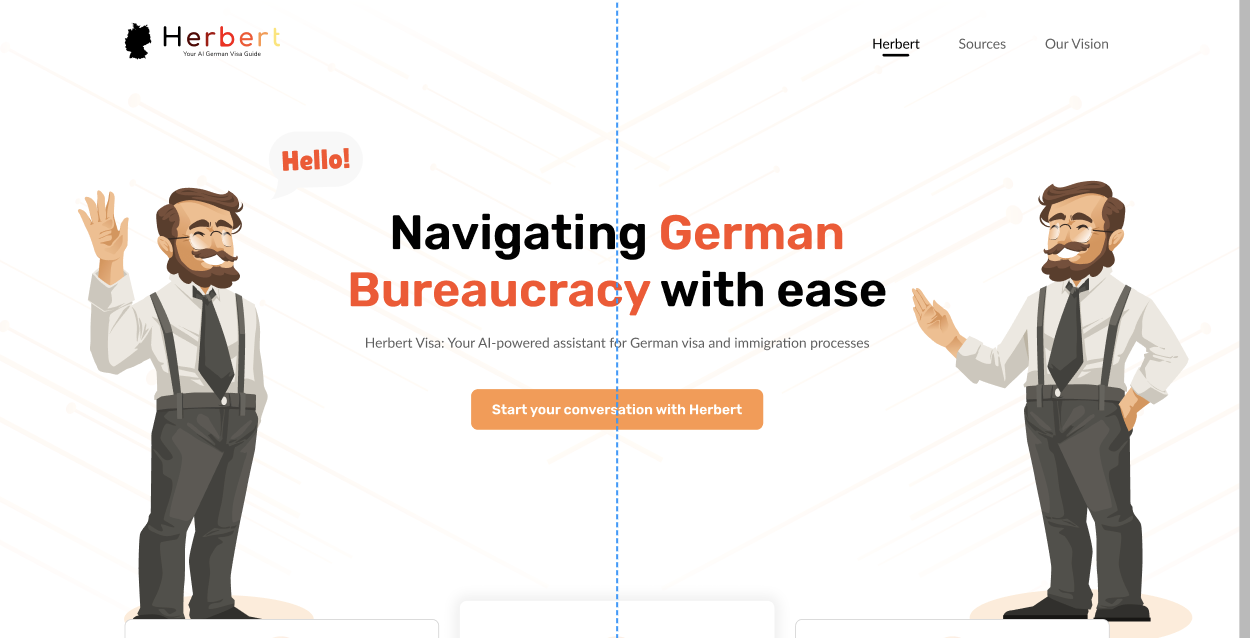 Herbert
Your AI German Visa Guide
Herbert
Sources
Our Vision
Hello!
Navigating German
Bureaucracy with ease
Herbert Visa: Your AI-powered assistant for German visa and immigration processes
Start your conversation with Herbert